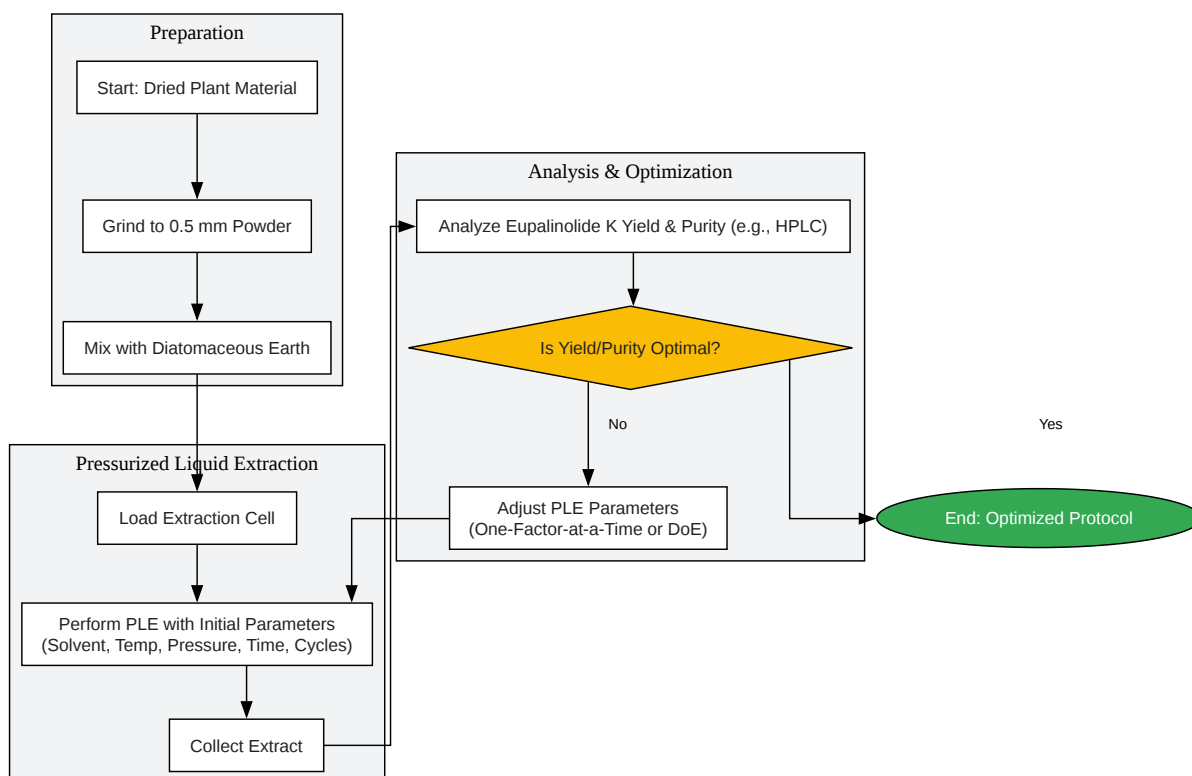 Preparation
Start: Dried Plant Material
Grind to 0.5 mm Powder
Mix with Diatomaceous Earth
Pressurized Liquid Extraction
Load Extraction Cell
Perform PLE with Initial Parameters
(Solvent, Temp, Pressure, Time, Cycles)
Collect Extract
Analysis & Optimization
Analyze Eupalinolide K Yield & Purity (e.g., HPLC)
Is Yield/Purity Optimal?
No
Adjust PLE Parameters
(One-Factor-at-a-Time or DoE)
Yes
End: Optimized Protocol